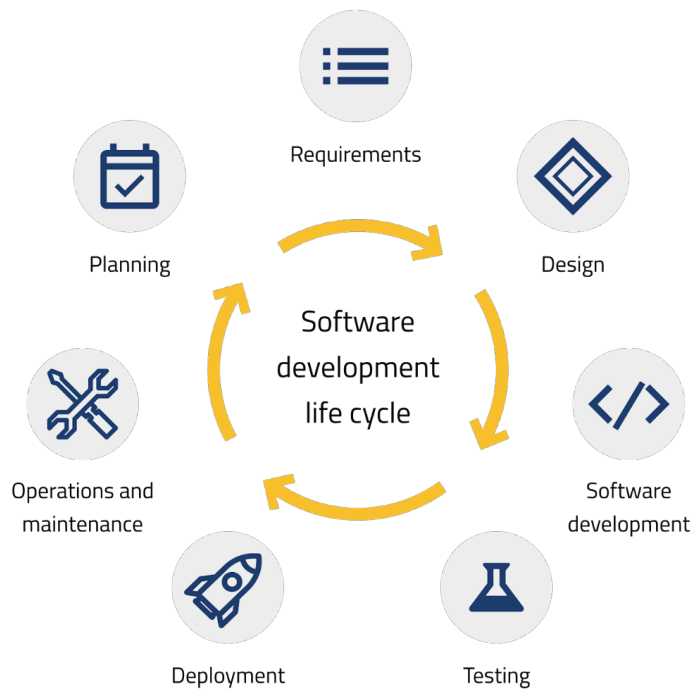 Requirements
Planning
Design
Software
development
life cycle
Operations and
maintenance
Software
development
Deployment
Testing